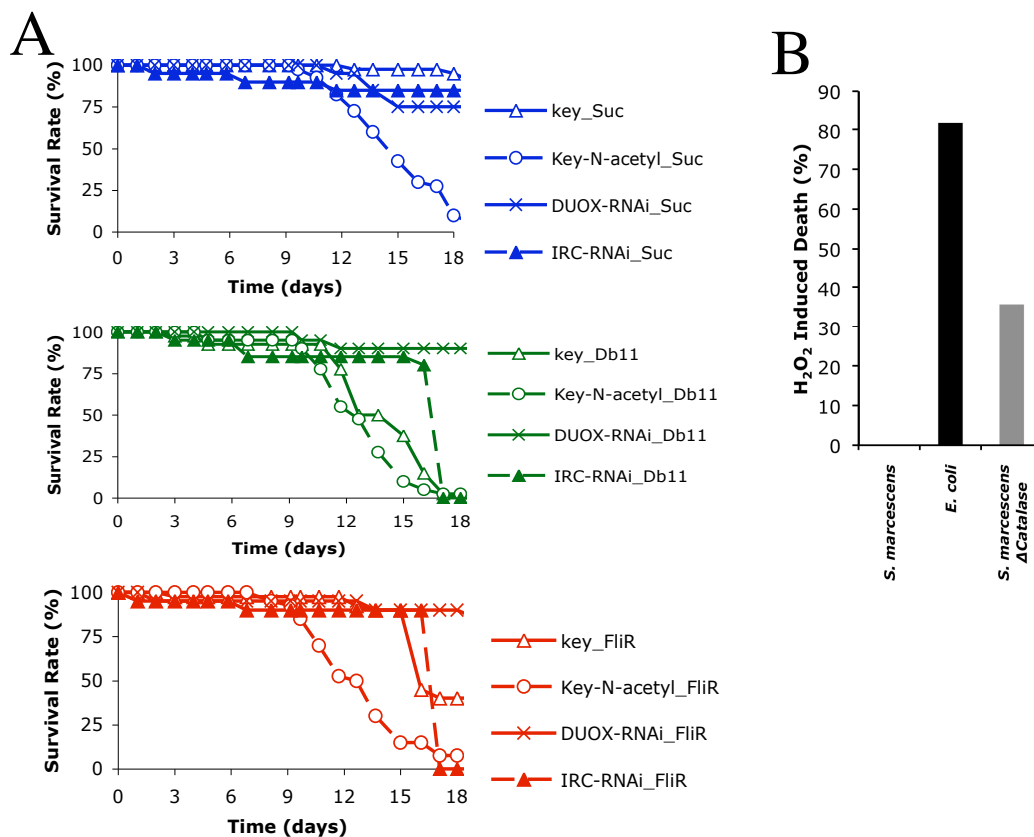 A
Survival Rate (%)
100
75
50
25
0
0 3 6 9 12 15 18
Time (days)
key_Suc
Key-N-acetyl_Suc
DUOX-RNAi_Suc
IRC-RNAi_Suc
Survival Rate (%)
100
75
50
25
0
0 3 6 9 12 15 18
Time (days)
key_Db11
Key-N-acetyl_Db11
DUOX-RNAi_Db11
IRC-RNAi_Db11
Survival Rate (%)
100
75
50
25
0
0 3 6 9 12 15 18
Time (days)
key_FliR
Key-N-acetyl_FliR
DUOX-RNAi_FliR
IRC-RNAi_FliR
B
H₂O₂ Induced Death (%)
90
80
70
60
50
40
30
20
10
0
S. marcescens
E. coli
S. marcescens
ΔCatalase